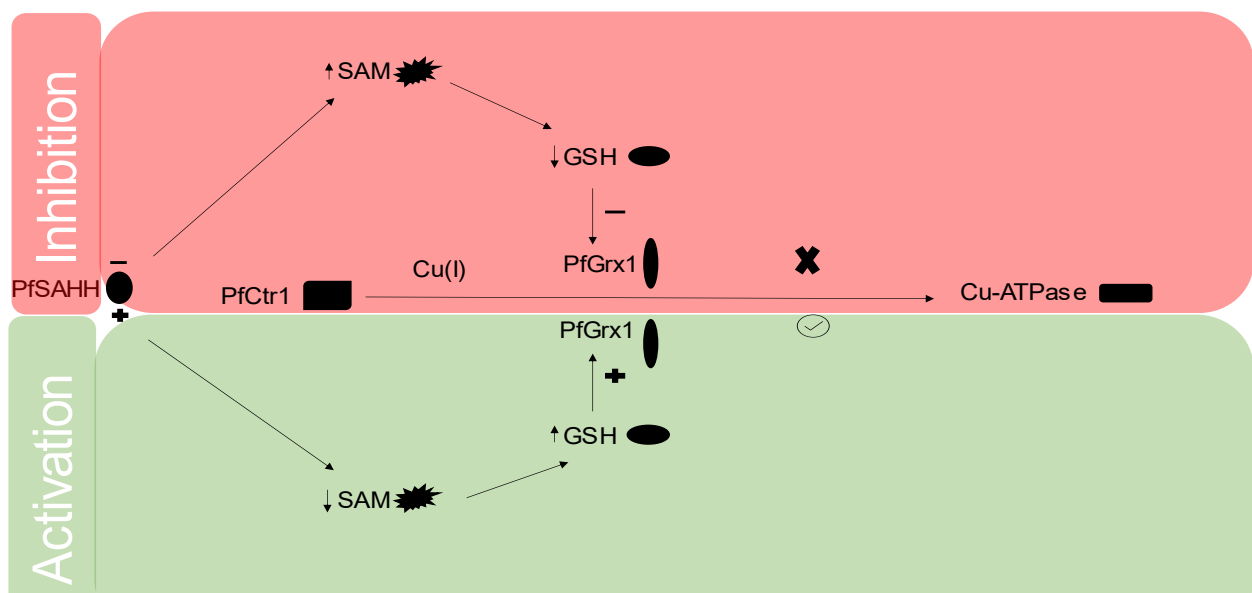 Inhibition
↑ SAM
↓ GSH
–
PfGrx1
–
PfSAHH
+
PfCtr1
Cu(I)
Cu-ATPase
Activation
PfGrx1
+
↑ GSH
↓ SAM